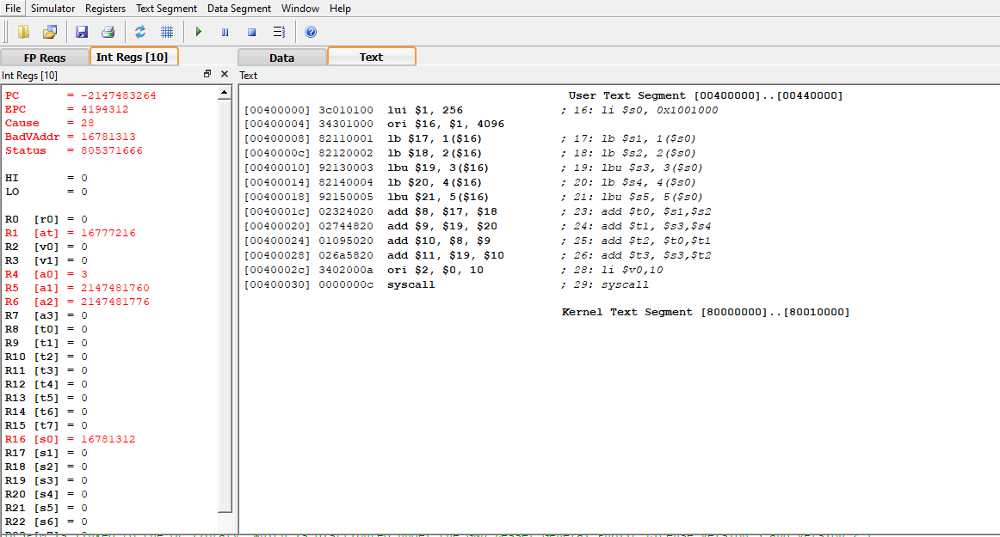 File Simulator Registers Text Segment Data Segment Window Help
FP Regs Int Regs [10] Data Text
Int Regs [10] Text
PC = -2147483264
EPC = 4194312
Cause = 28
BadVAddr = 16781313
Status = 805371666
HI = 0
LO = 0
R0 [r0] = 0
R1 [at] = 16777216
R2 [v0] = 0
R3 [v1] = 0
R4 [a0] = 3
R5 [a1] = 2147481760
R6 [a2] = 2147481776
R7 [a3] = 0
R8 [t0] = 0
R9 [t1] = 0
R10 [t2] = 0
R11 [t3] = 0
R12 [t4] = 0
R13 [t5] = 0
R14 [t6] = 0
R15 [t7] = 0
R16 [s0] = 16781312
R17 [s1] = 0
R18 [s2] = 0
R19 [s3] = 0
R20 [s4] = 0
R21 [s5] = 0
R22 [s6] = 0
User Text Segment [00400000]..[00440000]
[00400000] 3c010100 lui $1, 256 ; 16: li $s0, 0x1001000
[00400004] 34301000 ori $16, $1, 4096
[00400008] 82110001 lb $17, 1($16) ; 17: lb $s1, 1($s0)
[0040000c] 82120002 lb $18, 2($16) ; 18: lb $s2, 2($s0)
[00400010] 92130003 lbu $19, 3($16) ; 19: lbu $s3, 3($s0)
[00400014] 82140004 lb $20, 4($16) ; 20: lb $s4, 4($s0)
[00400018] 92150005 lbu $21, 5($16) ; 21: lbu $s5, 5($s0)
[0040001c] 02324020 add $8, $17, $18 ; 23: add $t0, $s1,$s2
[00400020] 02744820 add $9, $19, $20 ; 24: add $t1, $s3,$s4
[00400024] 01095020 add $10, $8, $9 ; 25: add $t2, $t0,$t1
[00400028] 026a5820 add $11, $19, $10 ; 26: add $t3, $s3,$t2
[0040002c] 3402000a ori $2, $0, 10 ; 28: li $v0,10
[00400030] 0000000c syscall ; 29: syscall
Kernel Text Segment [80000000]..[80010000]